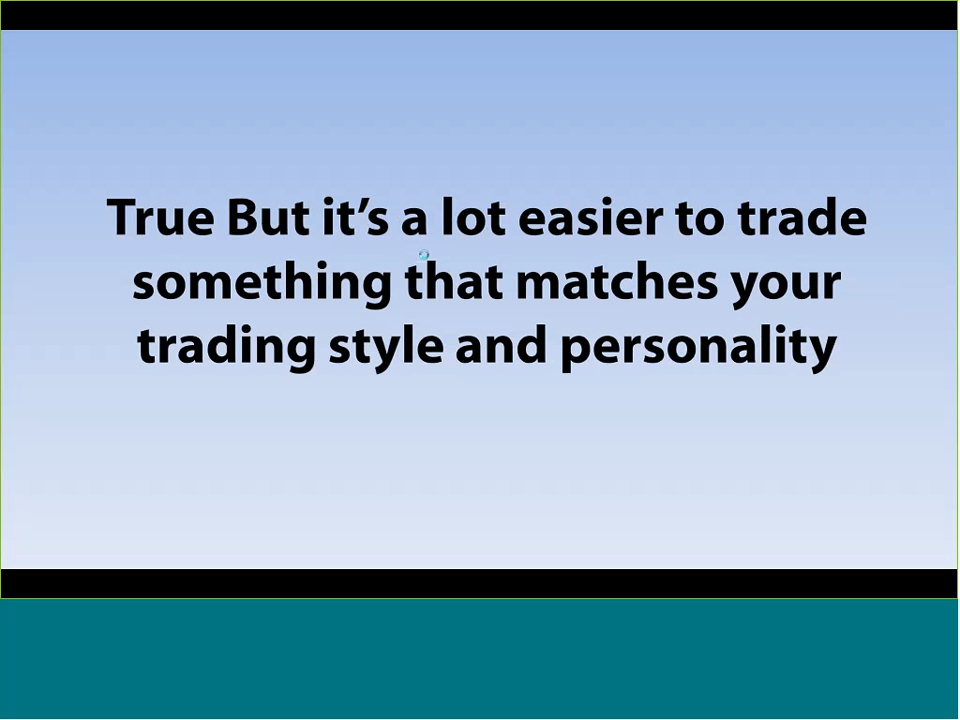 True But it’s a lot easier to trade
something that matches your
trading style and personality